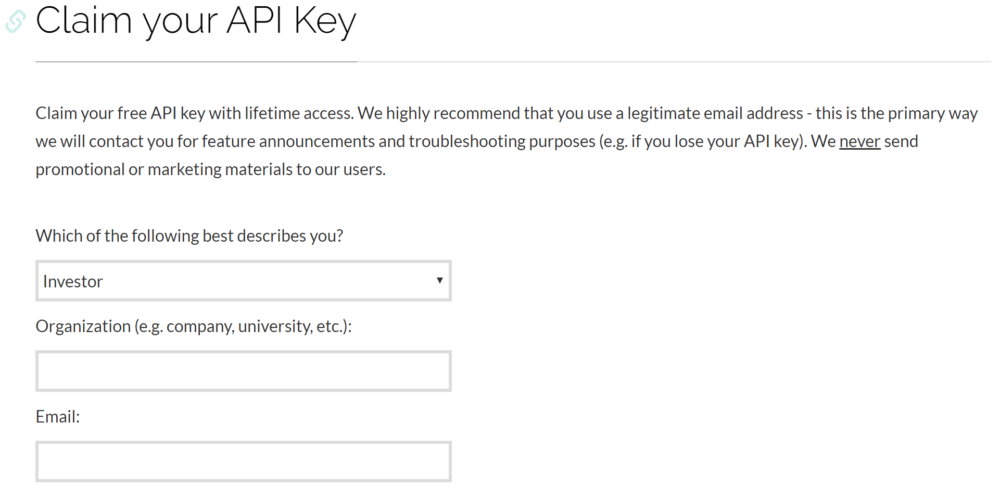 Claim your API Key
Claim your free API key with lifetime access. We highly recommend that you use a legitimate email address - this is the primary way
we will contact you for feature announcements and troubleshooting purposes (e.g. if you lose your API key). We never send
promotional or marketing materials to our users.
Which of the following best describes you?
Investor
Organization (e.g. company, university, etc.):
Email: